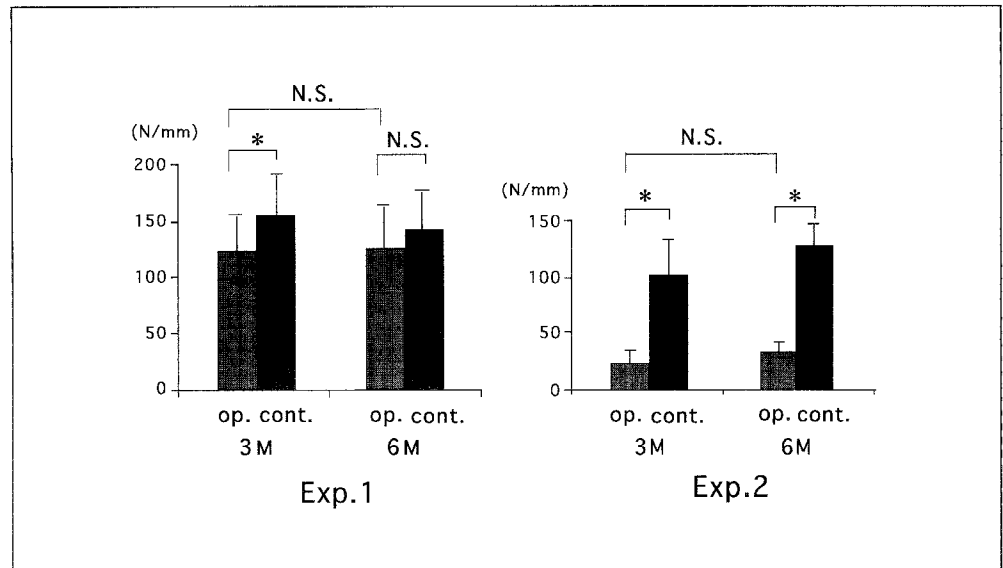 N.S.
(N/mm)
*
N.S.
200
150
100
50
0
op. cont.
op. cont.
3M
6M
Exp.1
N.S.
(N/mm)
*
*
150
100
50
0
op. cont.
op. cont.
3M
6M
Exp.2